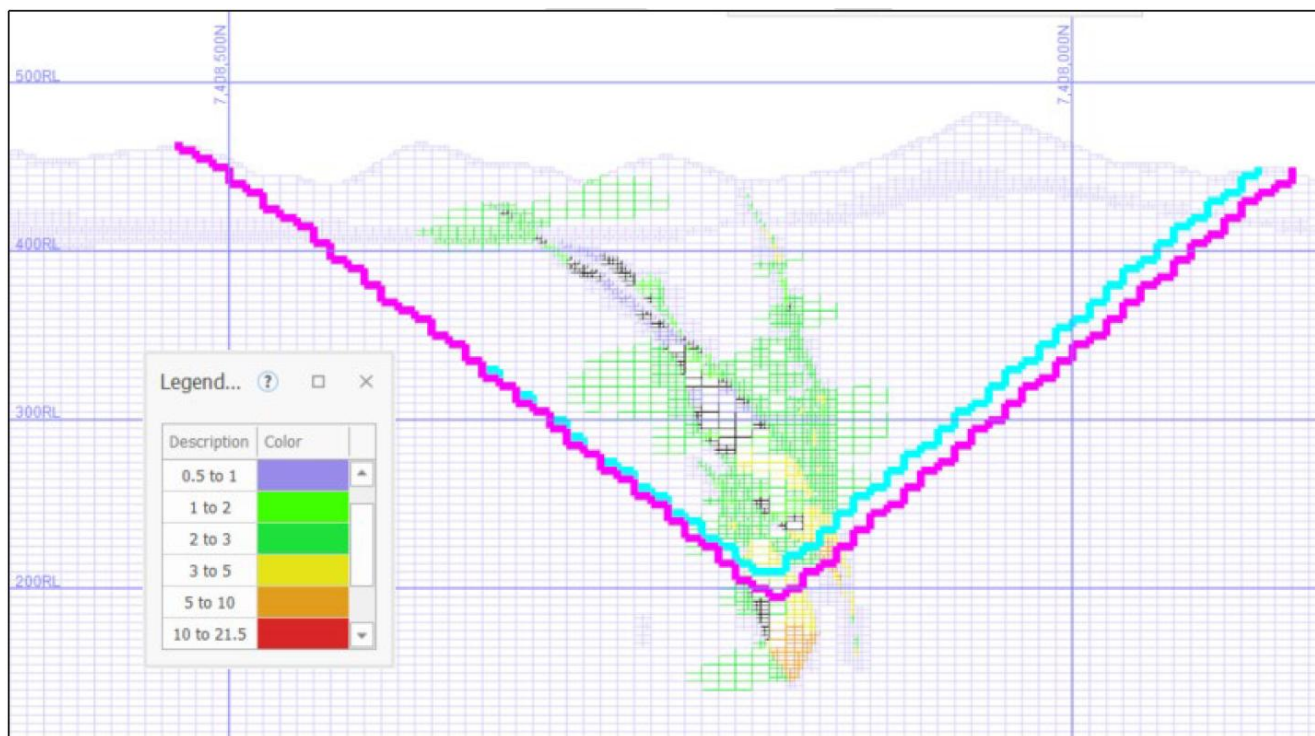 7,408,500N
7,408,000N
500RL
400RL
300RL
200RL
Legend... ?
Description Color
0.5 to 1
1 to 2
2 to 3
3 to 5
5 to 10
10 to 21.5